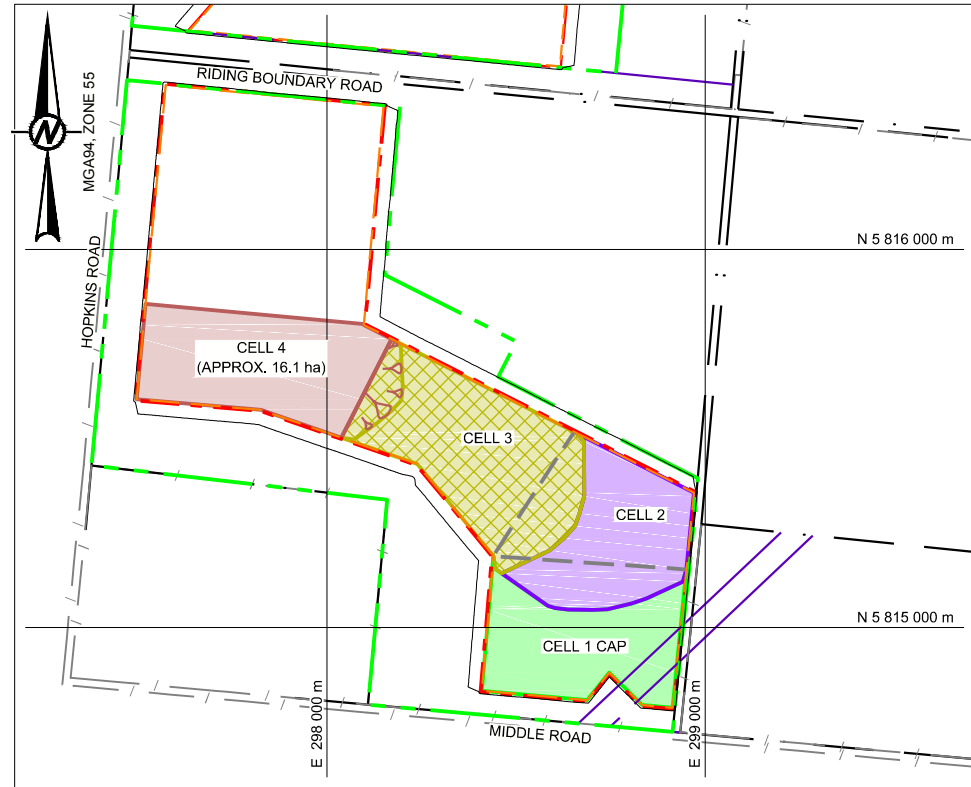 RIDING BOUNDARY ROAD
MGA94, ZONE 55
N
N 5 816 000 m
HOPKINS ROAD
CELL 4
(APPROX. 16.1 ha)
CELL 3
CELL 2
N 5 815 000 m
CELL 1 CAP
E 298 000 m
E 299 000 m
MIDDLE ROAD